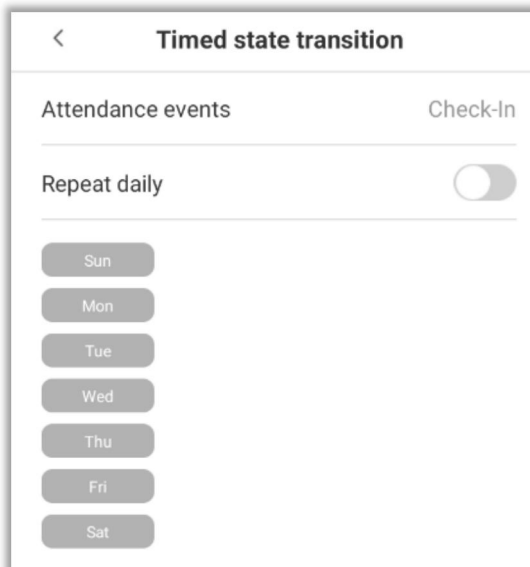 Timed state transition
Attendance events Check-In
Repeat daily
Sun
Mon
Tue
Wed
Thu
Fri
Sat